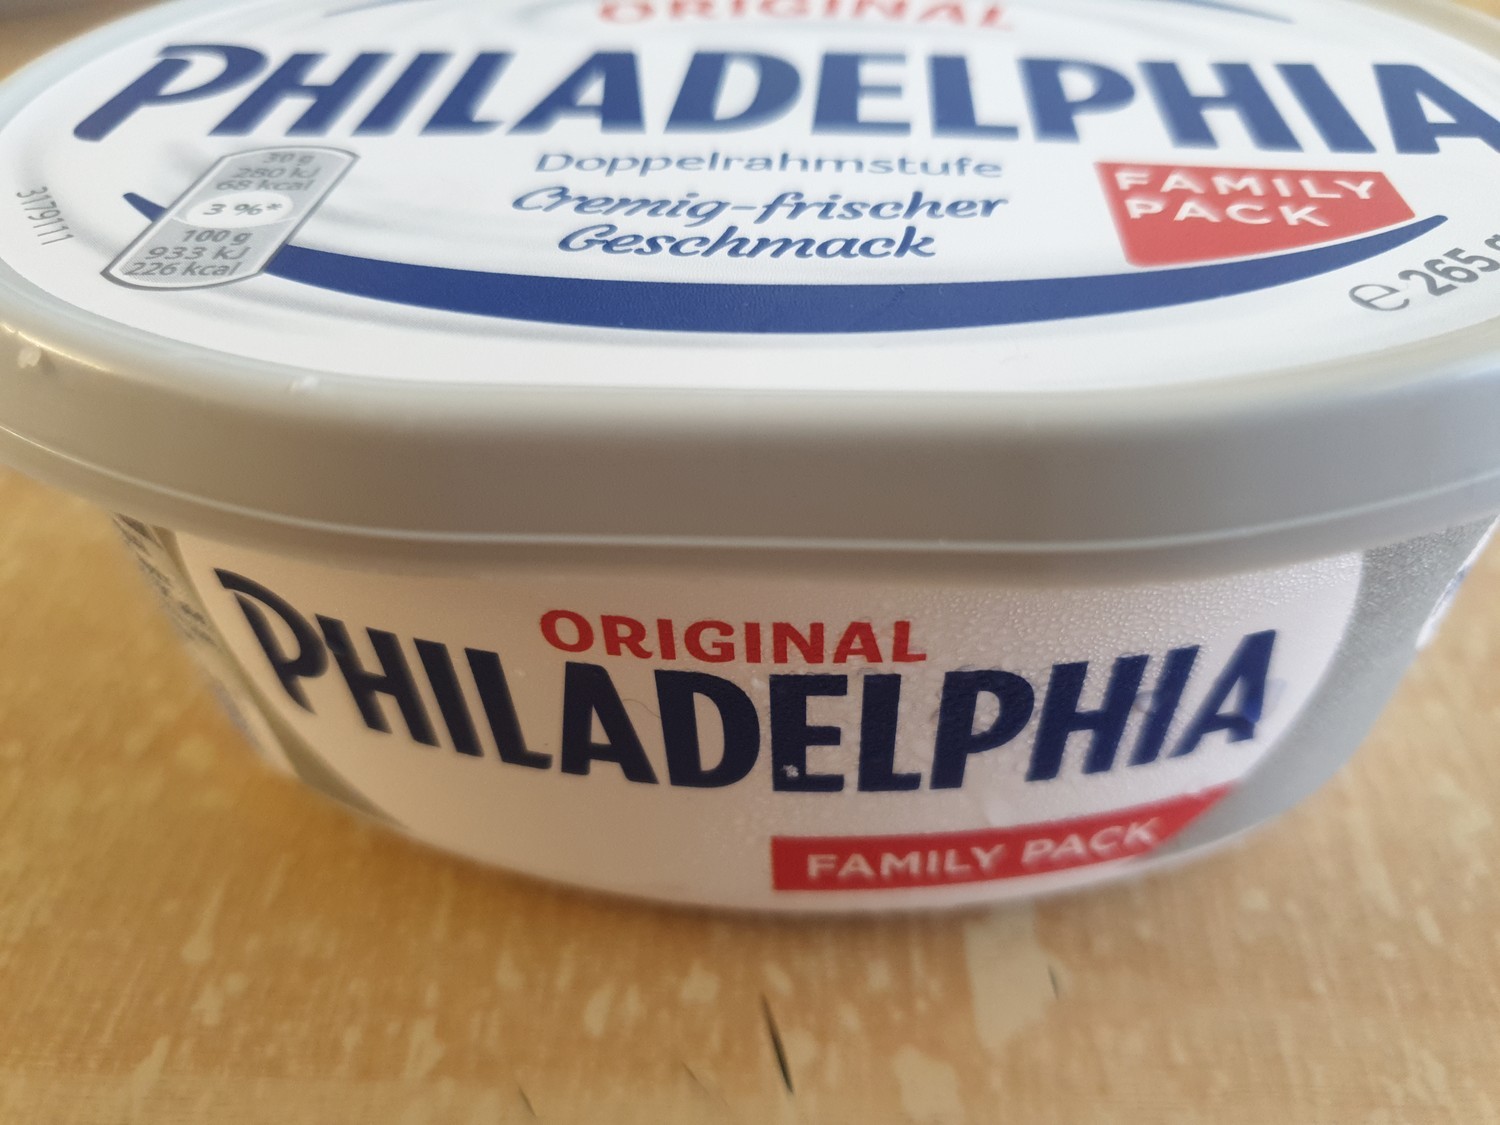 ORIGINAL
PHILADELPHIA
Doppelrahmstufe
Cremig-frischer
Geschmack
FAMILY
PACK
30 g
280 kJ
68 kcal
3 %*
100 g
933 kJ
226 kcal
3179111
e 265 g
ORIGINAL
PHILADELPHIA
FAMILY PACK